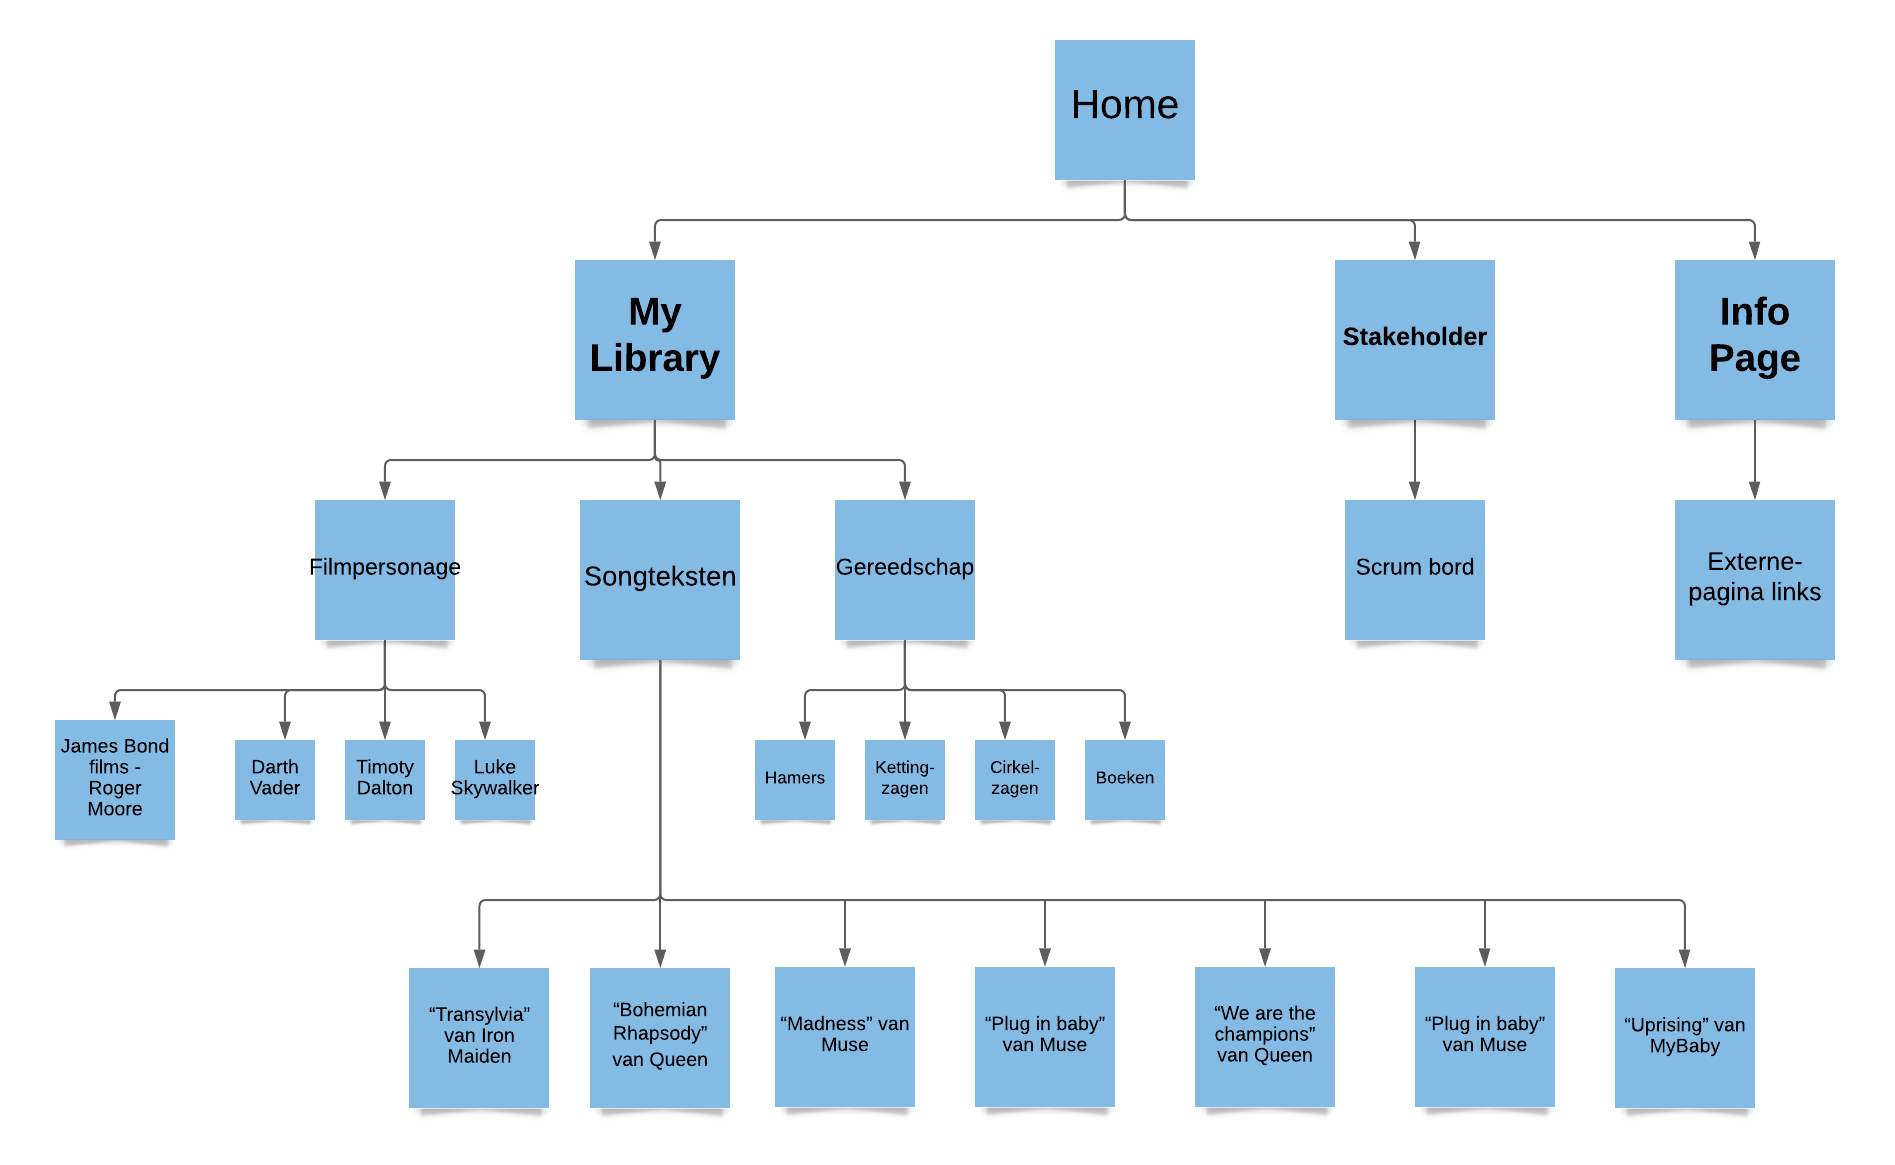 Home
My
Library
Stakeholder
Info
Page
Filmpersonage
Songteksten
Gereedschap
Scrum bord
Externe-
pagina links
James Bond
films -
Roger
Moore
Darth
Vader
Timoty
Dalton
Luke
Skywalker
Hamers
Ketting-
zagen
Cirkel-
zagen
Boeken
“Transylvia”
van Iron
Maiden
“Bohemian
Rhapsody”
van Queen
“Madness” van
Muse
“Plug in baby”
van Muse
“We are the
champions”
van Queen
“Plug in baby”
van Muse
“Uprising” van
MyBaby